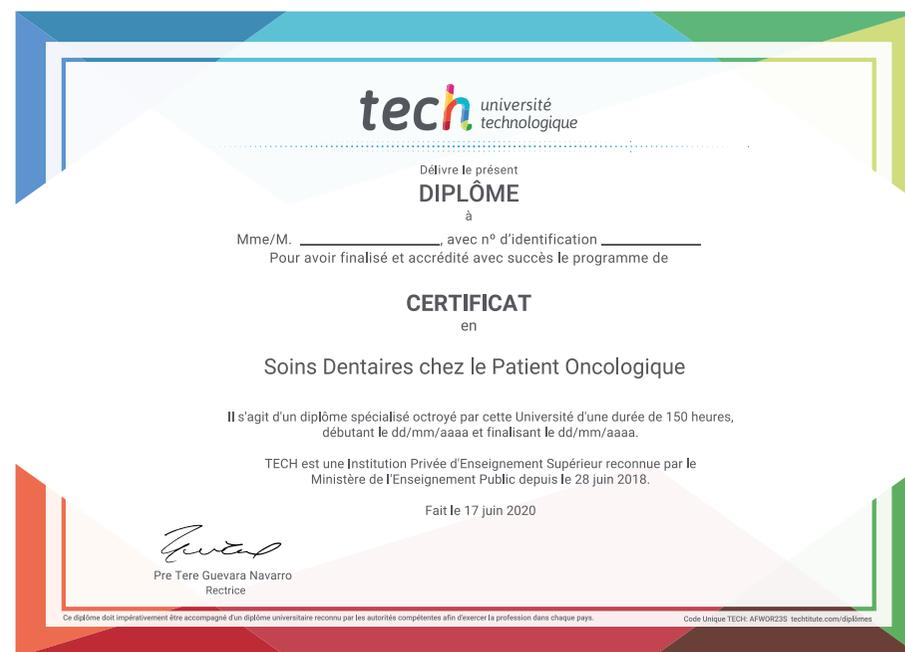 tech université
technologique
Délivre le présent
DIPLÔME
à
Mme/M. ____________________, avec nº d'identification ______________
Pour avoir finalisé et accrédité avec succès le programme de
CERTIFICAT
en
Soins Dentaires chez le Patient Oncologique
Il s'agit d'un diplôme spécialisé octroyé par cette Université d'une durée de 150 heures,
débutant le dd/mm/aaaa et finalisant le dd/mm/aaaa.
TECH est une Institution Privée d'Enseignement Supérieur reconnue par le
Ministère de l'Enseignement Public depuis le 28 juin 2018.
Fait le 17 juin 2020
Pre Tere Guevara Navarro
Rectrice
Ce diplôme doit impérativement être accompagné d'un diplôme universitaire reconnu par les autorités compétentes afin d'exercer la profession dans chaque pays.
Code Unique TECH: AFWOR23S techtitute.com/diplômes